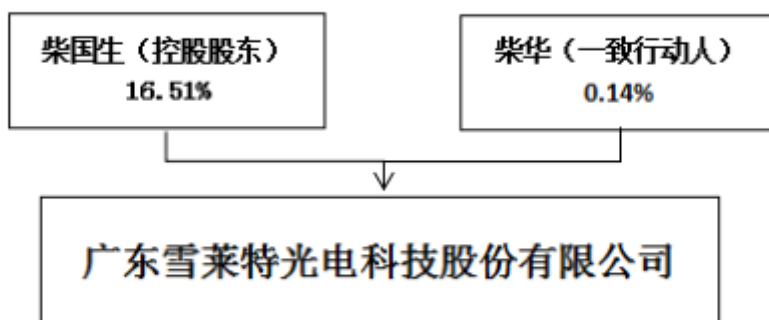 柴国生（控股股东）
16.51%
柴华（一致行动人）
0.14%
广东雪莱特光电科技股份有限公司